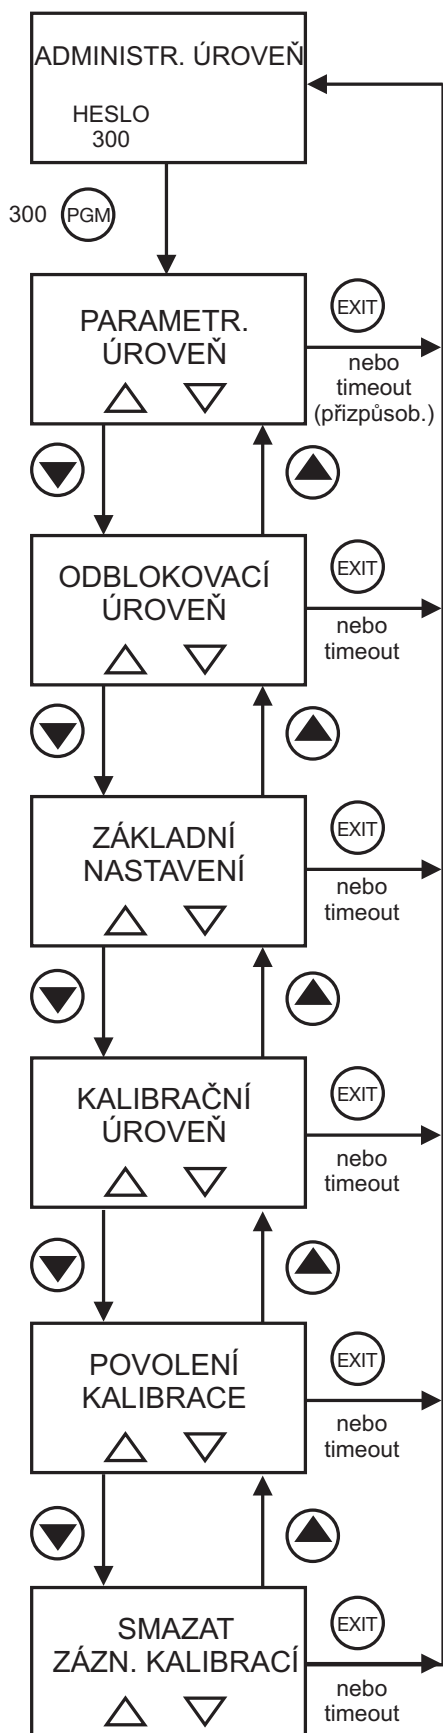 ADMINISTR. ÚROVEŇ
HESLO
300
300 PGM
PARAMETR.
ÚROVEŇ
EXIT
nebo
timeout
(přizpůsob.)
ODBLOKOVACÍ
ÚROVEŇ
EXIT
nebo
timeout
ZÁKLADNÍ
NASTAVENÍ
EXIT
nebo
timeout
KALIBRAČNÍ
ÚROVEŇ
EXIT
nebo
timeout
POVOLENÍ
KALIBRACE
EXIT
nebo
timeout
SMAZAT
ZÁZN. KALIBRACÍ
EXIT
nebo
timeout